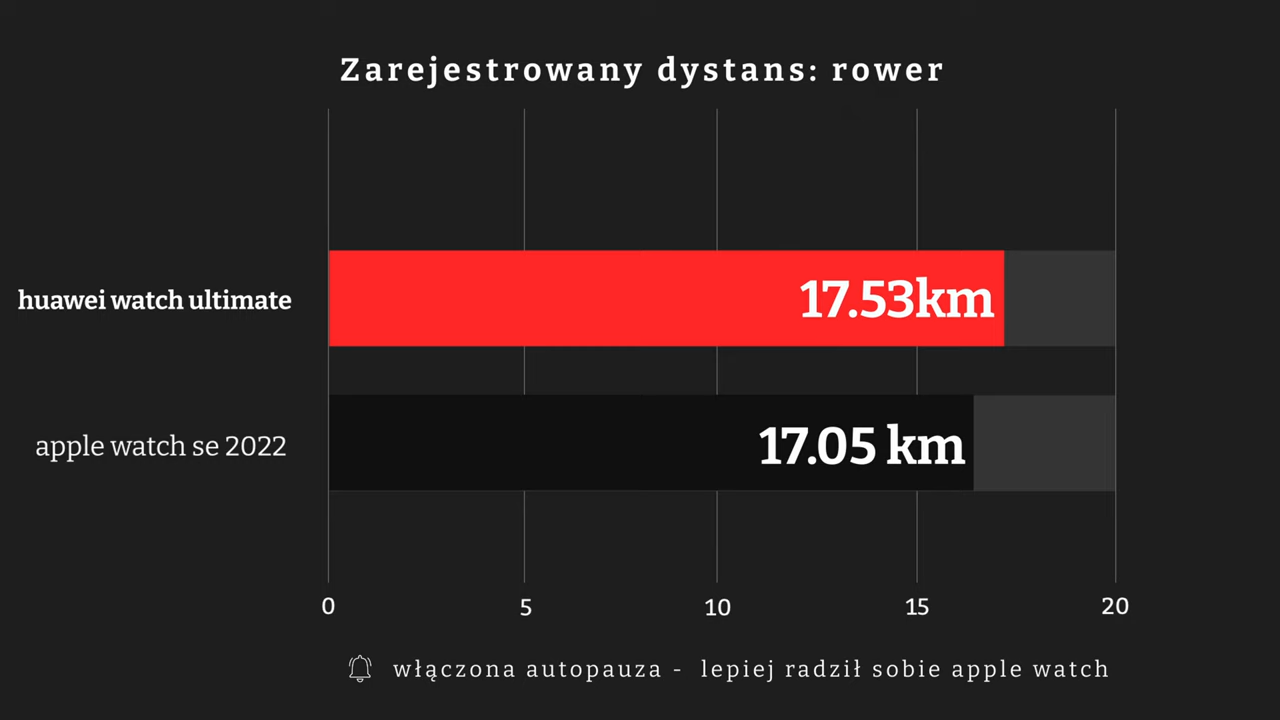 Zarejestrowany dystans: rower
huawei watch ultimate
17.53km
apple watch se 2022
17.05 km
0 5 10 15 20
włączona autopauza - lepiej radził sobie apple watch